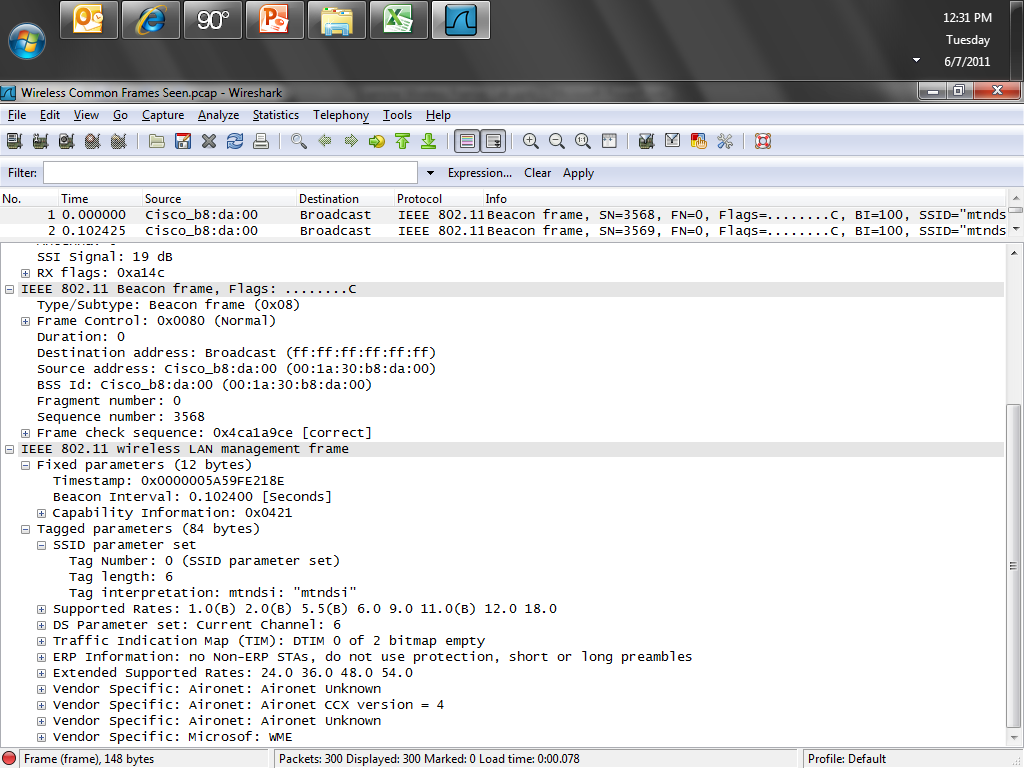 90°
12:31 PM
Tuesday
6/7/2011
Wireless Common Frames Seen.pcap - Wireshark
File Edit View Go Capture Analyze Statistics Telephony Tools Help
Filter: Expression... Clear Apply
No. Time Source Destination Protocol Info
1 0.000000 Cisco_b8:da:00 Broadcast IEEE 802.11 Beacon frame, SN=3568, FN=0, Flags=........C, BI=100, SSID="mtnds
2 0.102425 Cisco_b8:da:00 Broadcast IEEE 802.11 Beacon frame, SN=3569, FN=0, Flags=........C, BI=100, SSID="mtnds
SSI Signal: 19 dB
RX flags: 0xa14c
IEEE 802.11 Beacon frame, Flags: ........C
Type/Subtype: Beacon frame (0x08)
Frame Control: 0x0080 (Normal)
Duration: 0
Destination address: Broadcast (ff:ff:ff:ff:ff:ff)
Source address: Cisco_b8:da:00 (00:1a:30:b8:da:00)
BSS Id: Cisco_b8:da:00 (00:1a:30:b8:da:00)
Fragment number: 0
Sequence number: 3568
Frame check sequence: 0x4ca1a9ce [correct]
IEEE 802.11 wireless LAN management frame
Fixed parameters (12 bytes)
Timestamp: 0x0000005A59FE218E
Beacon Interval: 0.102400 [Seconds]
Capability Information: 0x0421
Tagged parameters (84 bytes)
SSID parameter set
Tag Number: 0 (SSID parameter set)
Tag length: 6
Tag interpretation: mtndsi: "mtndsi"
Supported Rates: 1.0(B) 2.0(B) 5.5(B) 6.0 9.0 11.0(B) 12.0 18.0
DS Parameter set: Current Channel: 6
Traffic Indication Map (TIM): DTIM 0 of 2 bitmap empty
ERP Information: no Non-ERP STAs, do not use protection, short or long preambles
Extended Supported Rates: 24.0 36.0 48.0 54.0
Vendor Specific: Aironet: Aironet Unknown
Vendor Specific: Aironet: Aironet CCX version = 4
Vendor Specific: Aironet: Aironet Unknown
Vendor Specific: Microsof: WME
Frame (frame), 148 bytes Packets: 300 Displayed: 300 Marked: 0 Load time: 0:00.078 Profile: Default